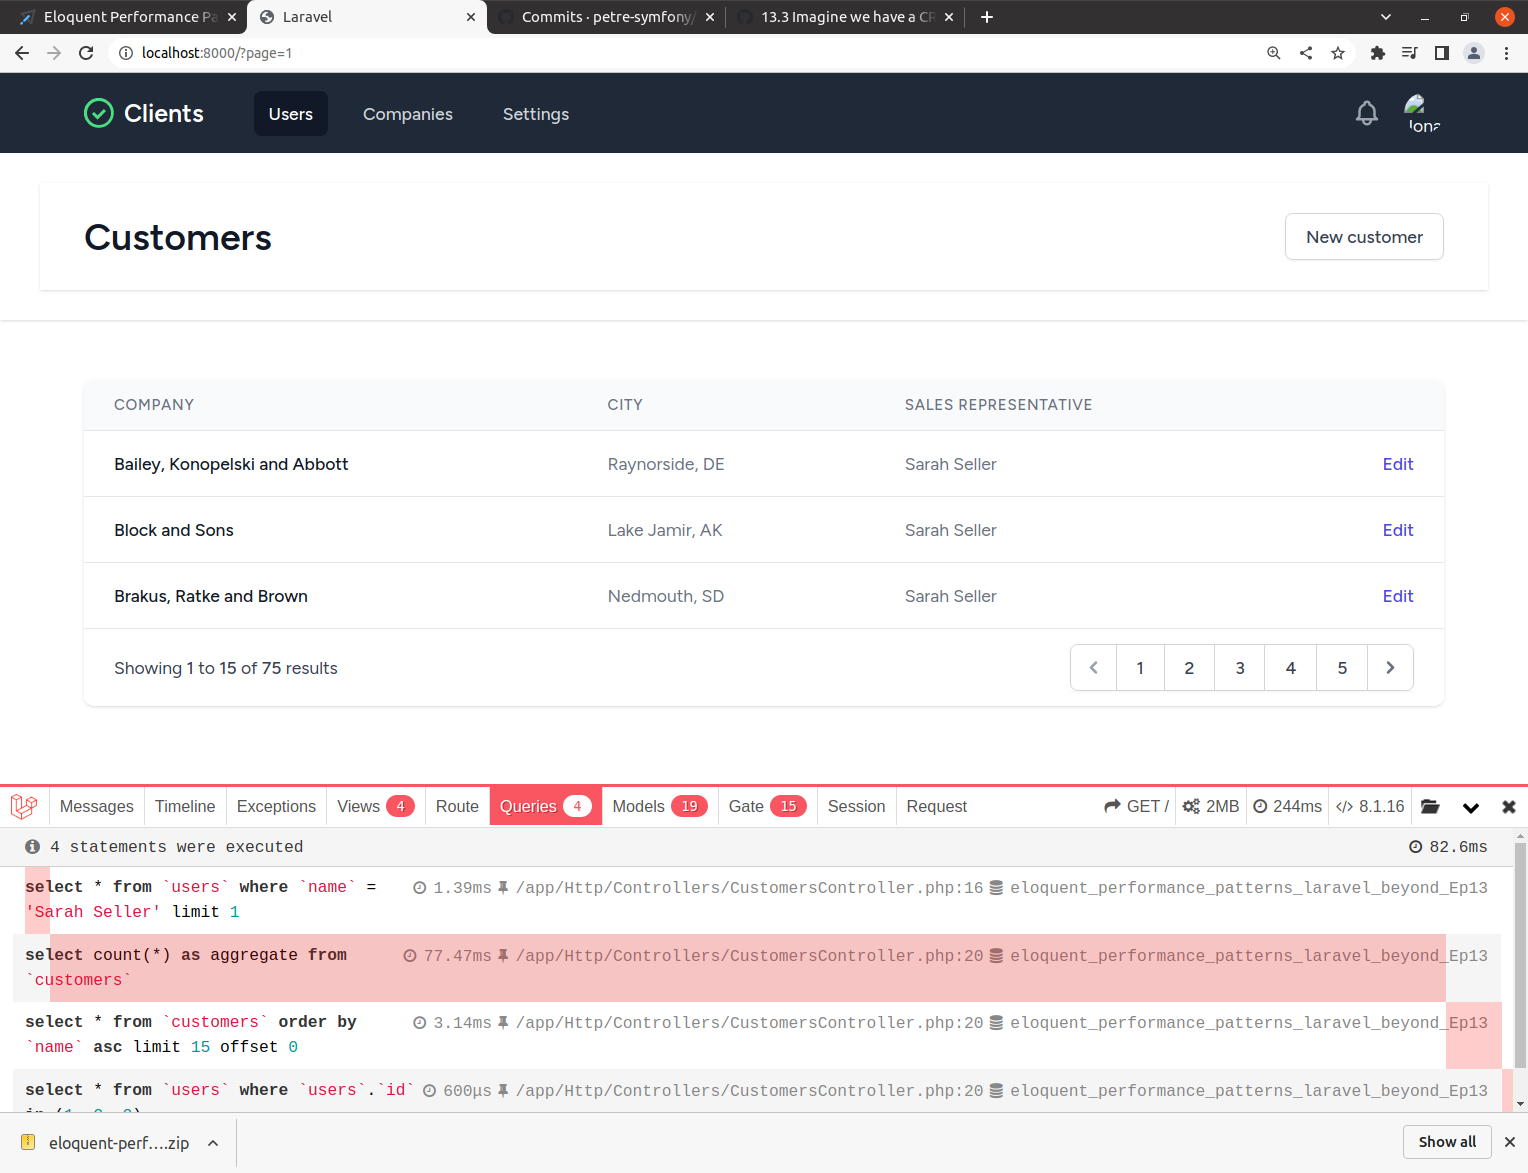 Eloquent Performance Pa
Laravel
Commits · petre-symfony/
13.3 Imagine we have a CR
localhost:8000/?page=1
Clients
Users
Companies
Settings
Jona
Customers
New customer
COMPANY CITY SALES REPRESENTATIVE
Bailey, Konopelski and Abbott Raynorside, DE Sarah Seller Edit
Block and Sons Lake Jamir, AK Sarah Seller Edit
Brakus, Ratke and Brown Nedmouth, SD Sarah Seller Edit
Showing 1 to 15 of 75 results 1 2 3 4 5
Messages Timeline Exceptions Views 4 Route Queries 4 Models 19 Gate 15 Session Request GET / 2MB 244ms </> 8.1.16
4 statements were executed 82.6ms
select * from `users` where `name` = 1.39ms /app/Http/Controllers/CustomersController.php:16 eloquent_performance_patterns_laravel_beyond_Ep13
'Sarah Seller' limit 1
select count(*) as aggregate from 77.47ms /app/Http/Controllers/CustomersController.php:20 eloquent_performance_patterns_laravel_beyond_Ep13
`customers`
select * from `customers` order by 3.14ms /app/Http/Controllers/CustomersController.php:20 eloquent_performance_patterns_laravel_beyond_Ep13
`name` asc limit 15 offset 0
select * from `users` where `users`.`id` 600μs /app/Http/Controllers/CustomersController.php:20 eloquent_performance_patterns_laravel_beyond_Ep13
eloquent-perf....zip Show all